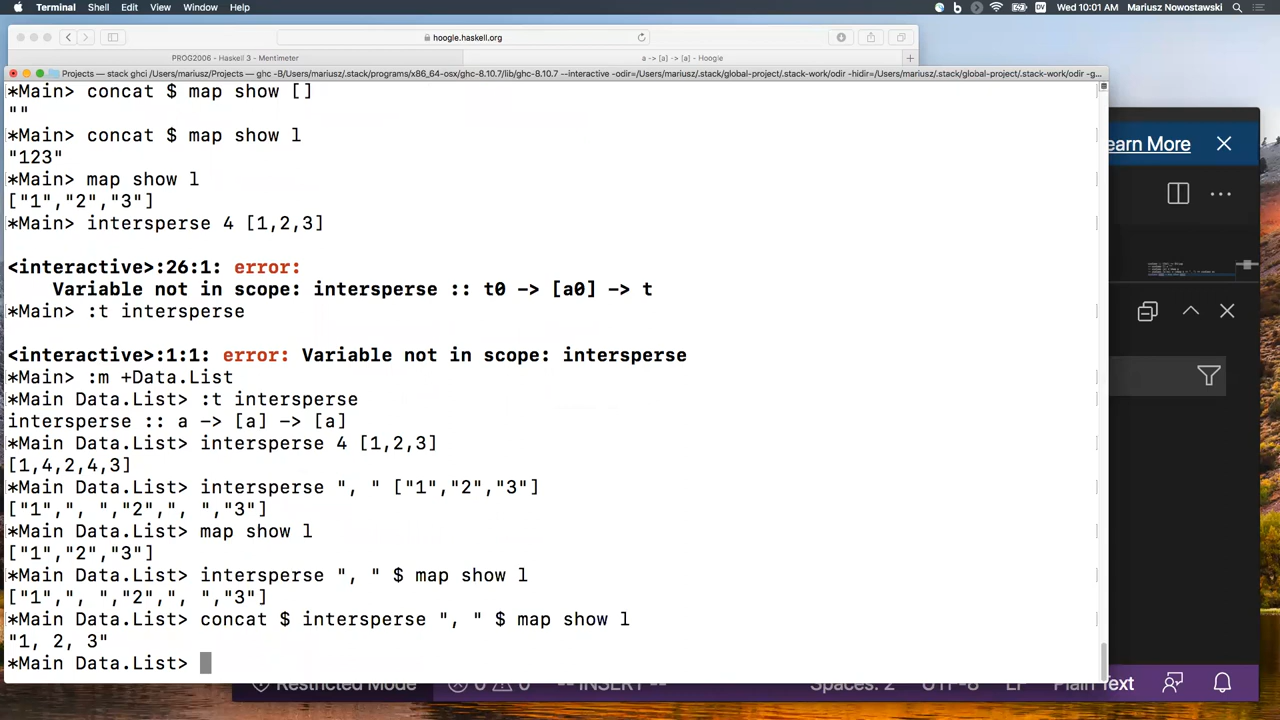 Terminal Shell Edit View Window Help
DV Wed 10:01 AM Mariusz Nowostawski
hoogle.haskell.org
PROG2006 - Haskell 3 - Mentimeter
a -> [a] -> [a] - Hoogle
Projects — stack ghci /Users/mariusz/Projects — ghc -B/Users/mariusz/.stack/programs/x86_64-osx/ghc-8.10.7/lib/ghc-8.10.7 --interactive -odir=/Users/mariusz/.stack/global-project/.stack-work/odir -hidir=/Users/mariusz/.stack/global-project/.stack-work/odir -g...
*Main> concat $ map show []
""
*Main> concat $ map show l
"123"
*Main> map show l
["1","2","3"]
*Main> intersperse 4 [1,2,3]
<interactive>:26:1: error:
Variable not in scope: intersperse :: t0 -> [a0] -> t
*Main> :t intersperse
<interactive>:1:1: error: Variable not in scope: intersperse
*Main> :m +Data.List
*Main Data.List> :t intersperse
intersperse :: a -> [a] -> [a]
*Main Data.List> intersperse 4 [1,2,3]
[1,4,2,4,3]
*Main Data.List> intersperse ", " ["1","2","3"]
["1",", ","2",", ","3"]
*Main Data.List> map show l
["1","2","3"]
*Main Data.List> intersperse ", " $ map show l
["1",", ","2",", ","3"]
*Main Data.List> concat $ intersperse ", " $ map show l
"1, 2, 3"
*Main Data.List>
earn More
Restricted Mode 0 0 -- INSERT -- Spaces: 2 UTF-8 LF Plain Text